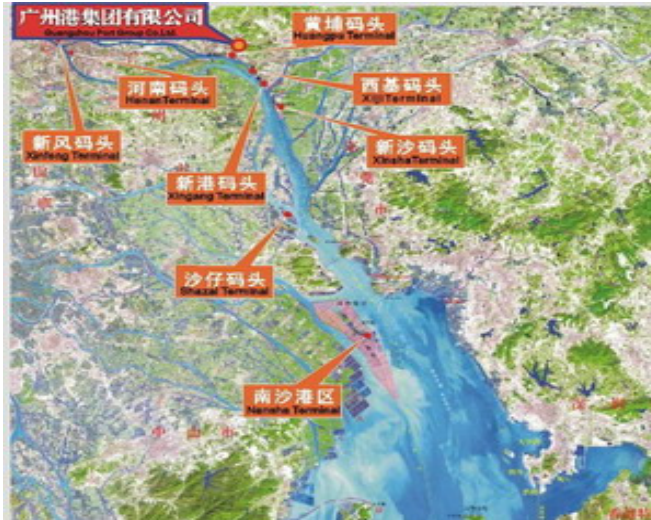 广州港集团有限公司
Guangzhou Port Group Co.Ltd.
黄埔码头
Huangpu Terminal
河南码头
Henan Terminal
西基码头
Xiji Terminal
新风码头
Xinfeng Terminal
新沙码头
Xinsha Terminal
新港码头
Xingang Terminal
沙仔码头
Shazai Terminal
南沙港区
Nansha Terminal
中山市